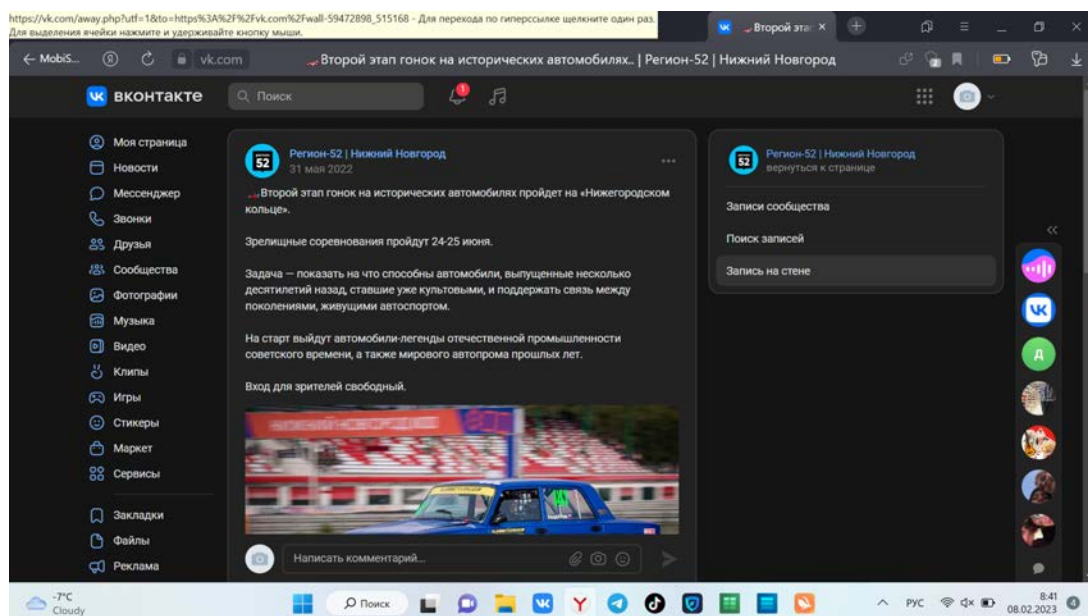 https://vk.com/away.php?utf=1&to=https%3A%2F%2Fvk.com%2Fwall-59472898_515168 - Для перехода по гиперссылке щелкните один раз.
Для выделения ячейки нажмите и удерживайте кнопку мыши.
Второй эта
MobiS...
vk.com
Второй этап гонок на исторических автомобилях.. | Регион-52 | Нижний Новгород
вконтакте
Поиск
1
Моя страница
Новости
Мессенджер
Звонки
Друзья
Сообщества
Фотографии
Музыка
Видео
Клипы
Игры
Стикеры
Маркет
Сервисы
Закладки
Файлы
Реклама
52
Регион-52 | Нижний Новгород
31 мая 2022
Второй этап гонок на исторических автомобилях пройдет на «Нижегородском
кольце».
Зрелищные соревнования пройдут 24-25 июня.
Задача — показать на что способны автомобили, выпущенные несколько
десятилетий назад, ставшие уже культовыми, и поддержать связь между
поколениями, живущими автоспортом.
На старт выйдут автомобили-легенды отечественной промышленности
советского времени, а также мирового автопрома прошлых лет.
Вход для зрителей свободный.
Написать комментарий...
52
Регион-52 | Нижний Новгород
вернуться к странице
Записи сообщества
Поиск записей
Запись на стене
Д
-7°C
Cloudy
Поиск
РУС
8:41
08.02.2023
4